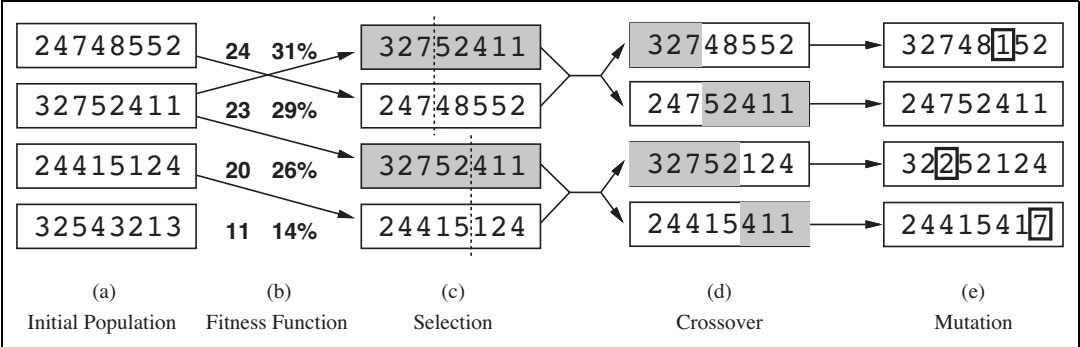 24748552 24 31% 32752411 32748552 32748152
32752411 23 29% 24748552 24752411 24752411
24415124 20 26% 32752411 32752124 32252124
32543213 11 14% 24415124 24415411 24415417
(a) (b) (c) (d) (e)
Initial Population Fitness Function Selection Crossover Mutation